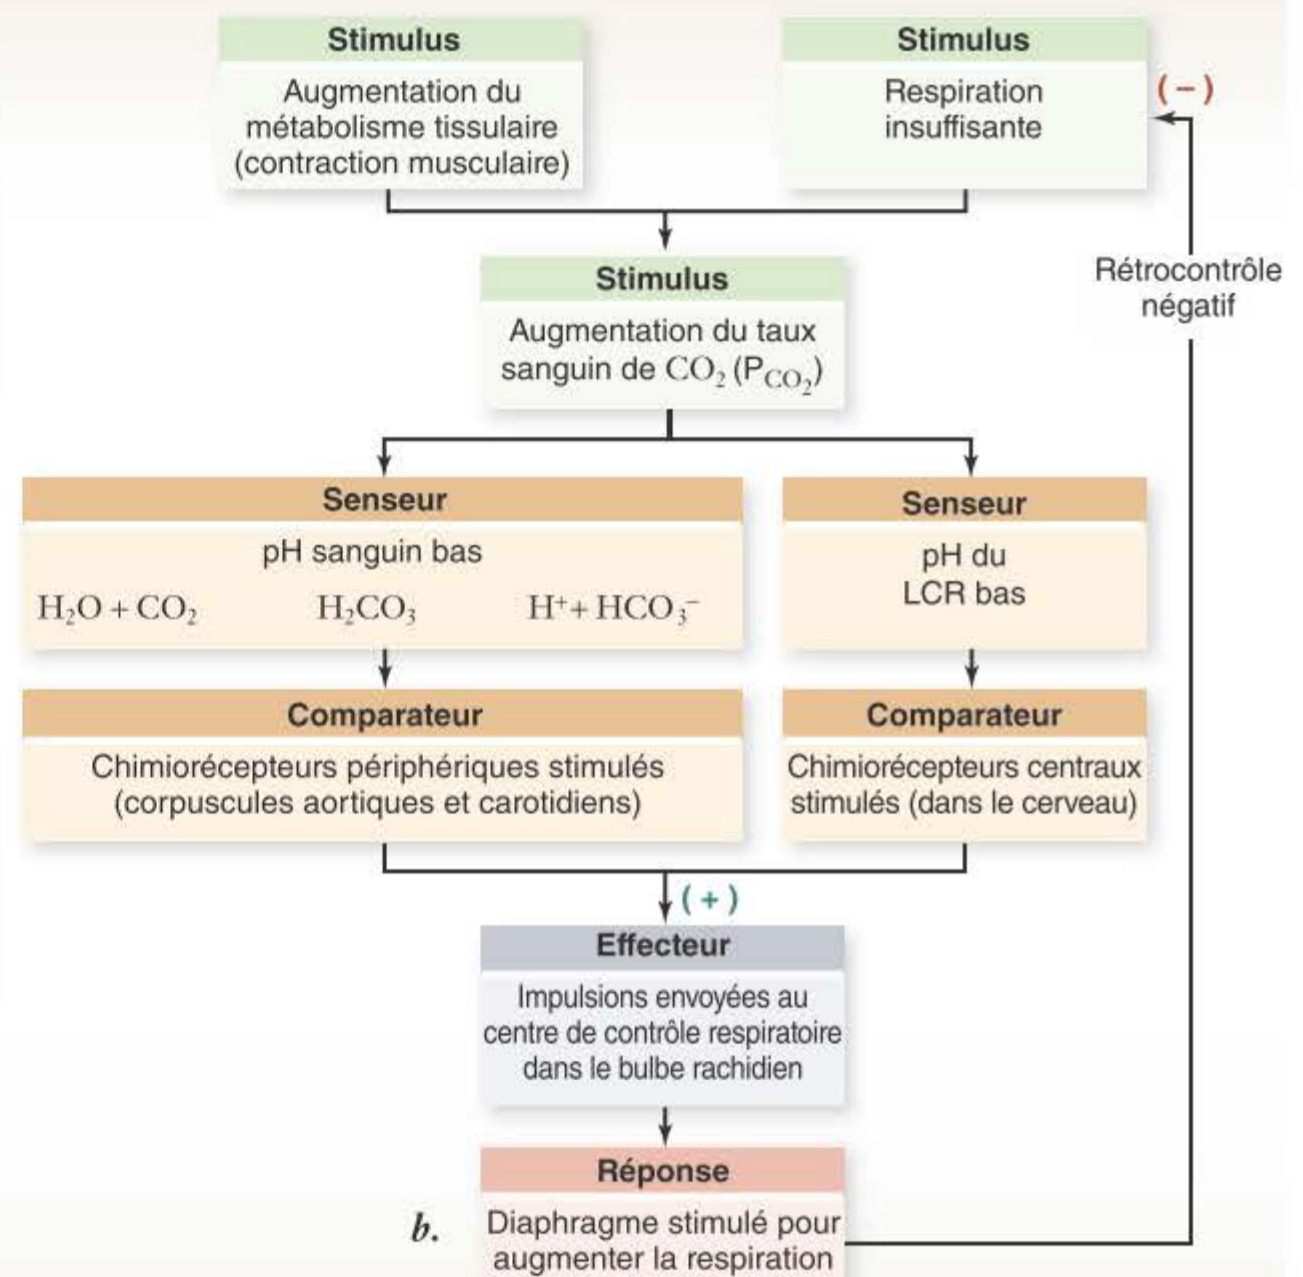 Stimulus
Augmentation du
métabolisme tissulaire
(contraction musculaire)
Stimulus
Respiration
insuffisante
(-)
Rétrocontrôle
négatif
Stimulus
Augmentation du taux
sanguin de CO₂ (P_CO₂)
Senseur
pH sanguin bas
H₂O + CO₂ H₂CO₃ H⁺ + HCO₃⁻
Senseur
pH du
LCR bas
Comparateur
Chimiorécepteurs périphériques stimulés
(corpuscules aortiques et carotidiens)
Comparateur
Chimiorécepteurs centraux
stimulés (dans le cerveau)
(+)
Effecteur
Impulsions envoyées au
centre de contrôle respiratoire
dans le bulbe rachidien
Réponse
Diaphragme stimulé pour
augmenter la respiration
b.